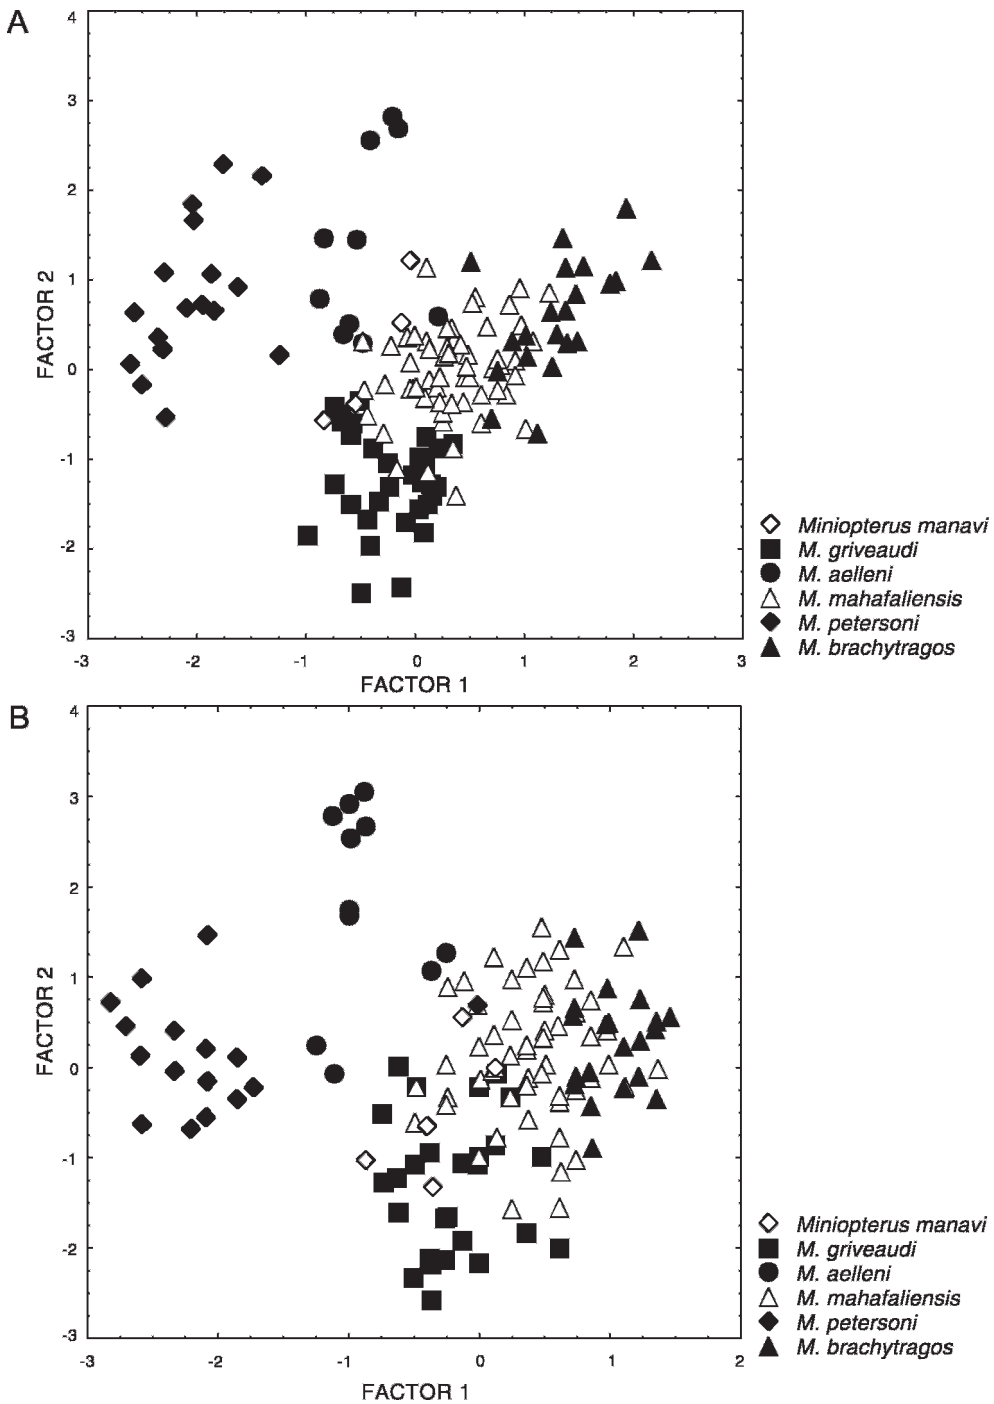 A
4
3
2
1
0
-1
-2
-3
FACTOR 2
-3 -2 -1 0 1 2 3
FACTOR 1
Miniopterus manavi
M. griveaudi
M. aelleni
M. mahafaliensis
M. petersoni
M. brachytragos
B
4
3
2
1
0
-1
-2
-3
FACTOR 2
-3 -2 -1 0 1 2
FACTOR 1
Miniopterus manavi
M. griveaudi
M. aelleni
M. mahafaliensis
M. petersoni
M. brachytragos